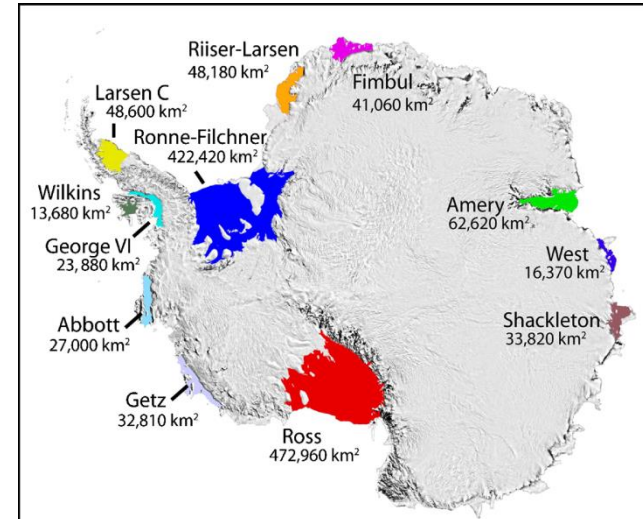 Riiser-Larsen
48,180 km²
Fimbul
41,060 km²
Larsen C
48,600 km²
Ronne-Filchner
422,420 km²
Wilkins
13,680 km²
George VI
23,880 km²
Amery
62,620 km²
West
16,370 km²
Abbott
27,000 km²
Shackleton
33,820 km²
Getz
32,810 km²
Ross
472,960 km²